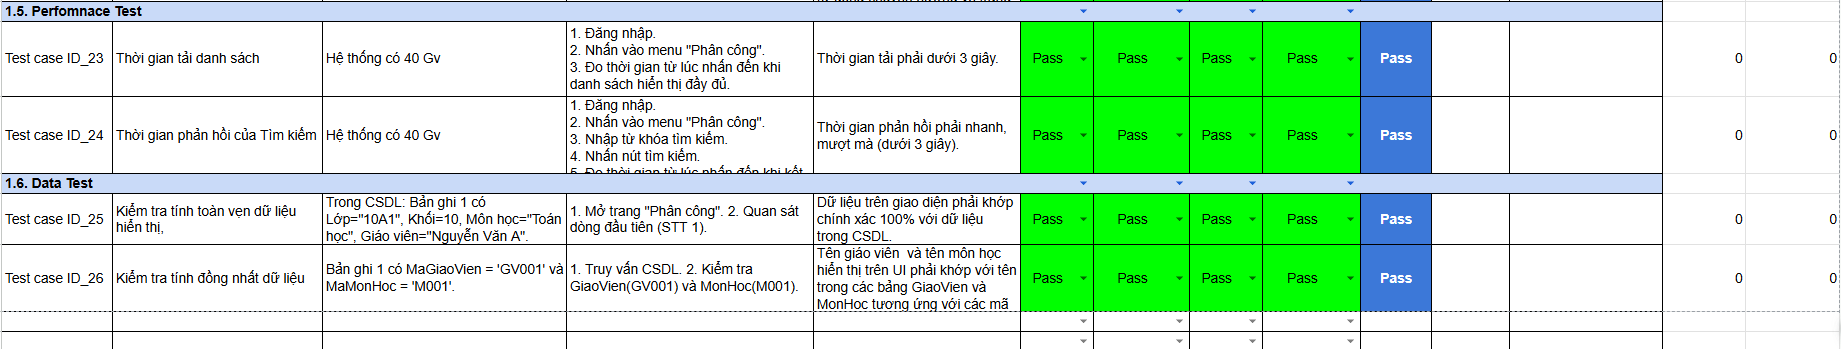 1.5. Perfomnace Test
Test case ID_23
Thời gian tải danh sách
Hệ thống có 40 Gv
1. Đăng nhập.
2. Nhấn vào menu "Phân công".
3. Đo thời gian từ lúc nhấn đến khi
danh sách hiển thị đầy đủ.
Thời gian tải phải dưới 3 giây.
Pass
Pass
Pass
Pass
Pass
0
0
Test case ID_24
Thời gian phản hồi của Tìm kiếm
Hệ thống có 40 Gv
1. Đăng nhập.
2. Nhấn vào menu "Phân công".
3. Nhập từ khóa tìm kiếm.
4. Nhấn nút tìm kiếm.
5. Đo thời gian từ lúc nhấn đến khi kết
Thời gian phản hồi phải nhanh,
mượt mà (dưới 3 giây).
Pass
Pass
Pass
Pass
Pass
0
0
1.6. Data Test
Test case ID_25
Kiểm tra tính toàn vẹn dữ liệu
hiển thị,
Trong CSDL: Bản ghi 1 có
Lớp="10A1", Khối=10, Môn học="Toán
học", Giáo viên="Nguyễn Văn A".
1. Mở trang "Phân công". 2. Quan sát
dòng đầu tiên (STT 1).
Dữ liệu trên giao diện phải khớp
chính xác 100% với dữ liệu
trong CSDL.
Pass
Pass
Pass
Pass
Pass
0
0
Test case ID_26
Kiểm tra tính đồng nhất dữ liệu
Bản ghi 1 có MaGiaoVien = 'GV001' và
MaMonHoc = 'M001'.
1. Truy vấn CSDL. 2. Kiểm tra
GiaoVien(GV001) và MonHoc(M001).
Tên giáo viên  và tên môn học
hiển thị trên UI phải khớp với tên
trong các bảng GiaoVien và
MonHoc tương ứng với các mã
Pass
Pass
Pass
Pass
Pass
0
0